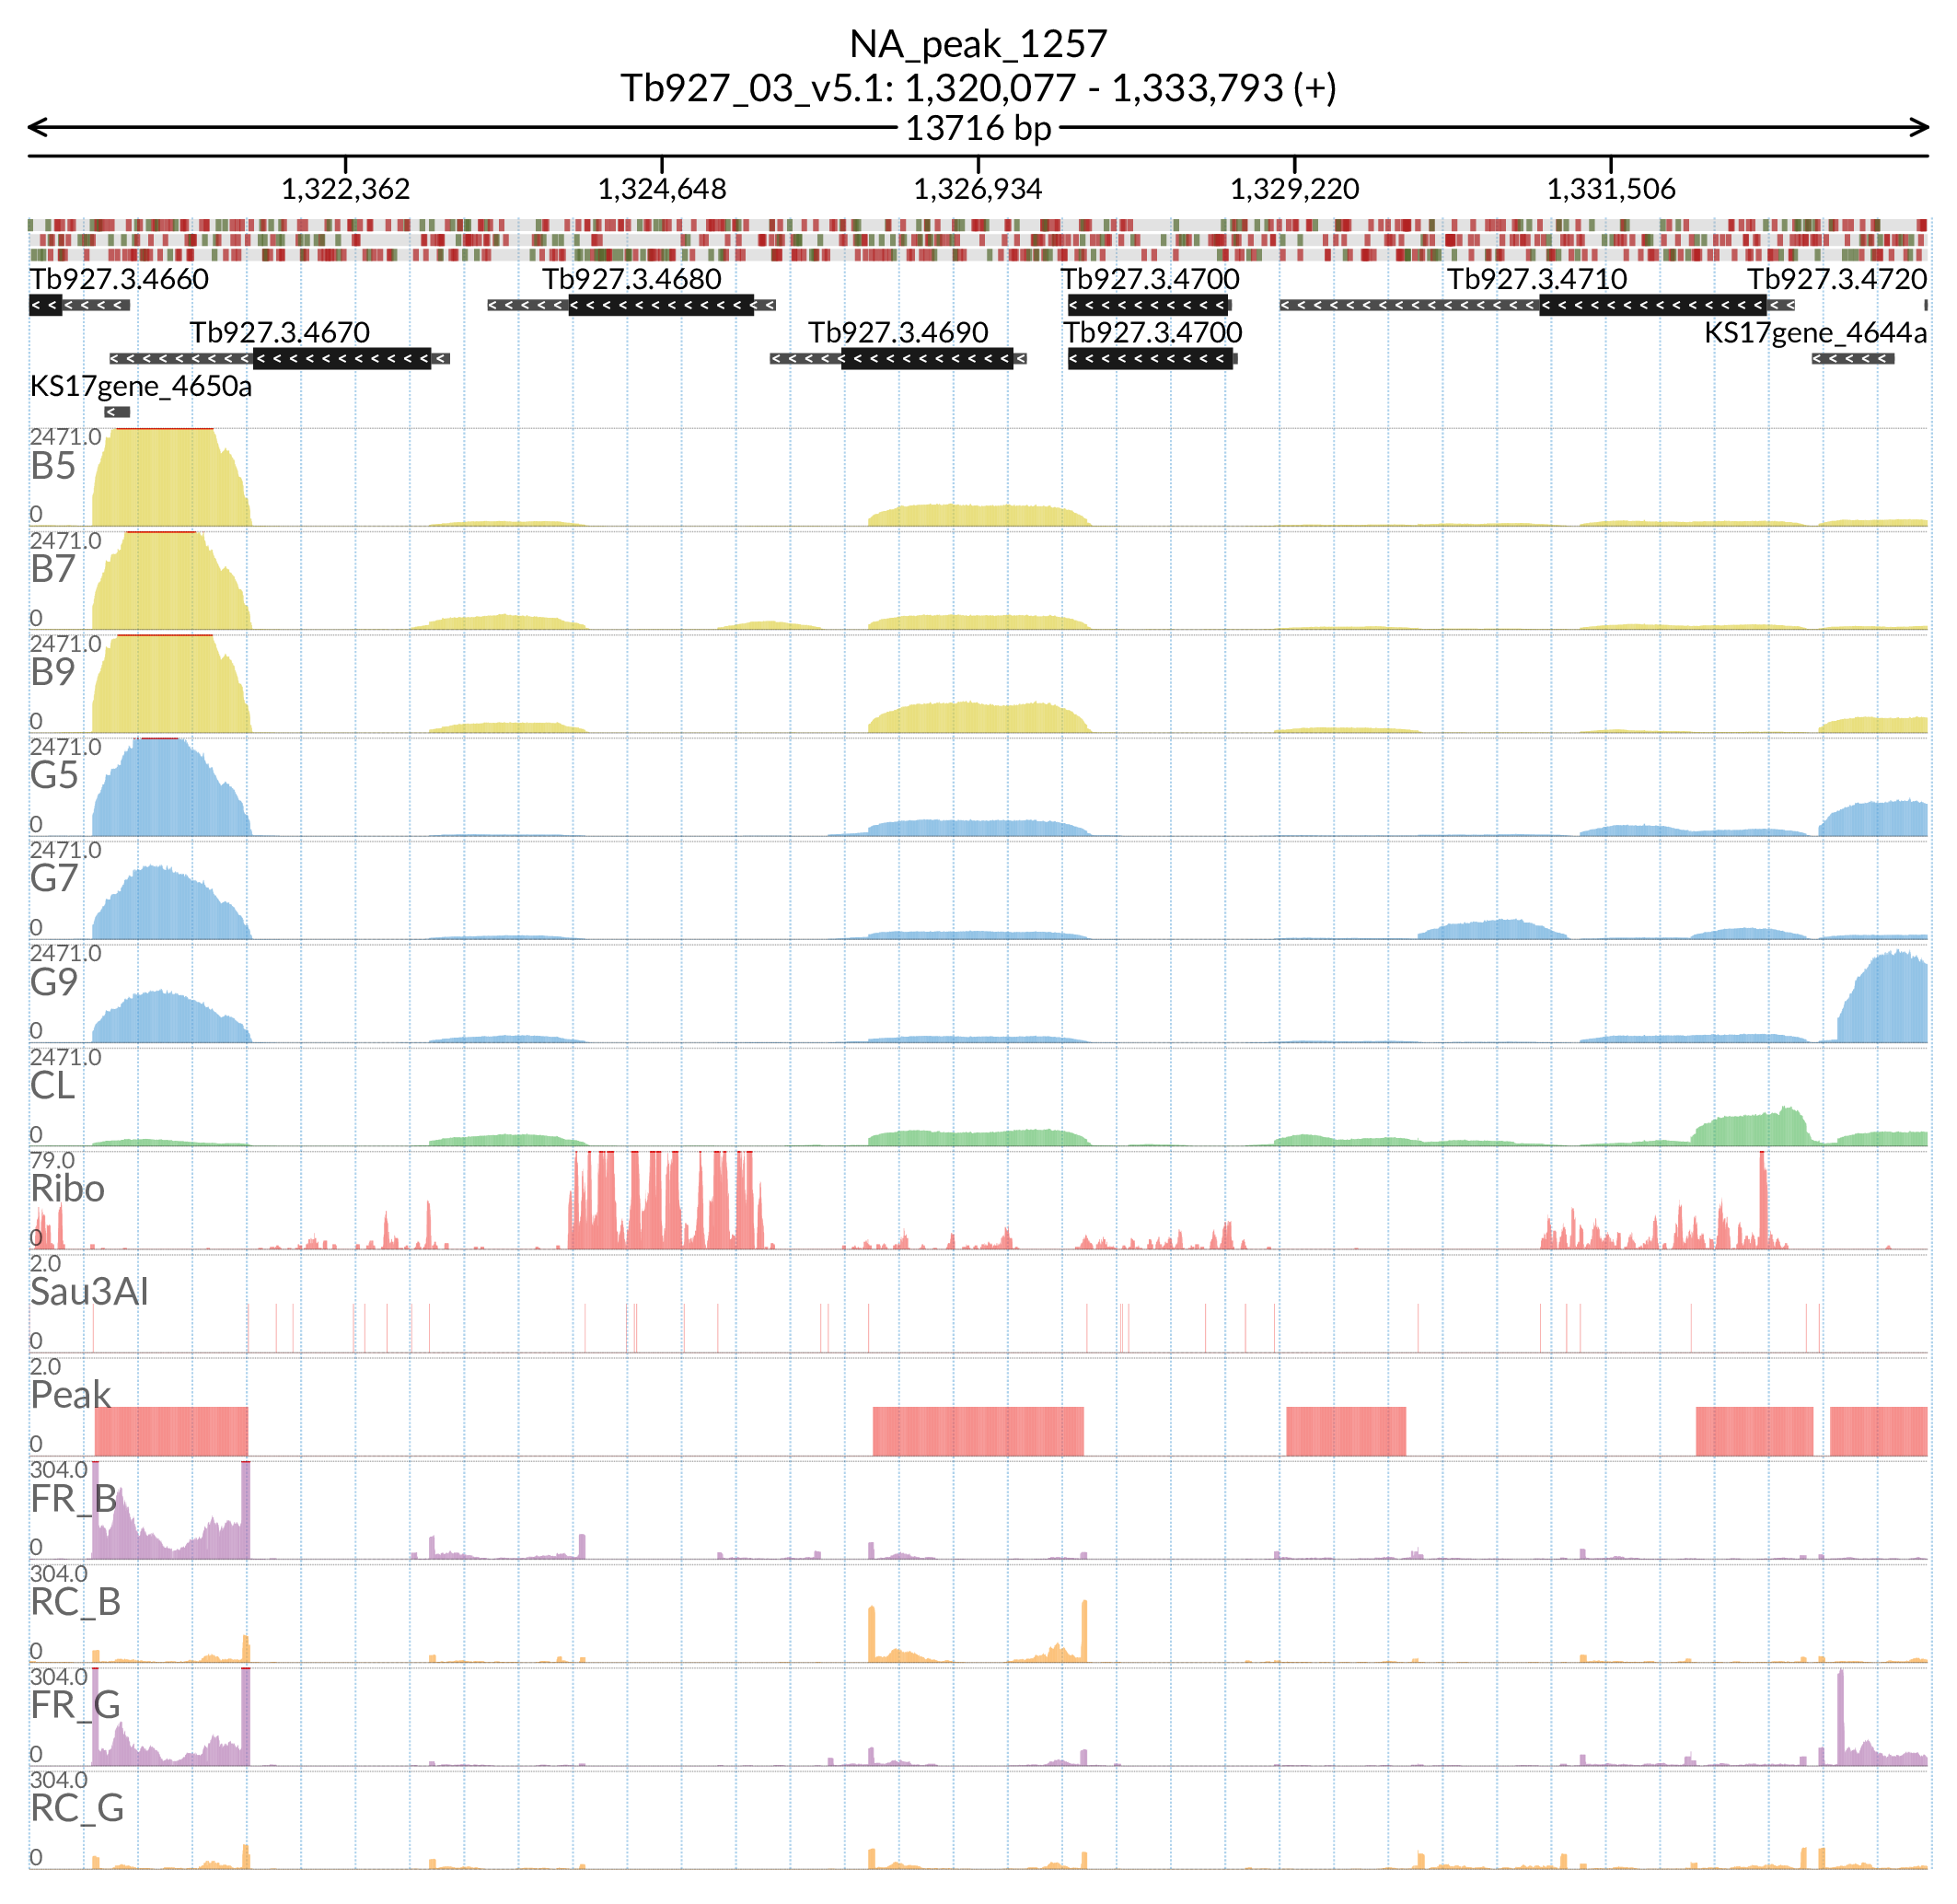 NA_peak_1257
Tb927_03_v5.1: 1,320,077 - 1,333,793 (+)
13716 bp
1,322,362 1,324,648 1,326,934 1,329,220 1,331,506
Tb927.3.4660 Tb927.3.4680 Tb927.3.4700 Tb927.3.4710 Tb927.3.4720
Tb927.3.4670 Tb927.3.4690 Tb927.3.4700 KS17gene_4644a
KS17gene_4650a
2471.0
B5
0
2471.0
B7
0
2471.0
B9
0
2471.0
G5
0
2471.0
G7
0
2471.0
G9
0
2471.0
CL
0
79.0
Ribo
0
2.0
Sau3AI
0
2.0
Peak
0
304.0
FR_B
0
304.0
RC_B
0
304.0
FR_G
0
304.0
RC_G
0